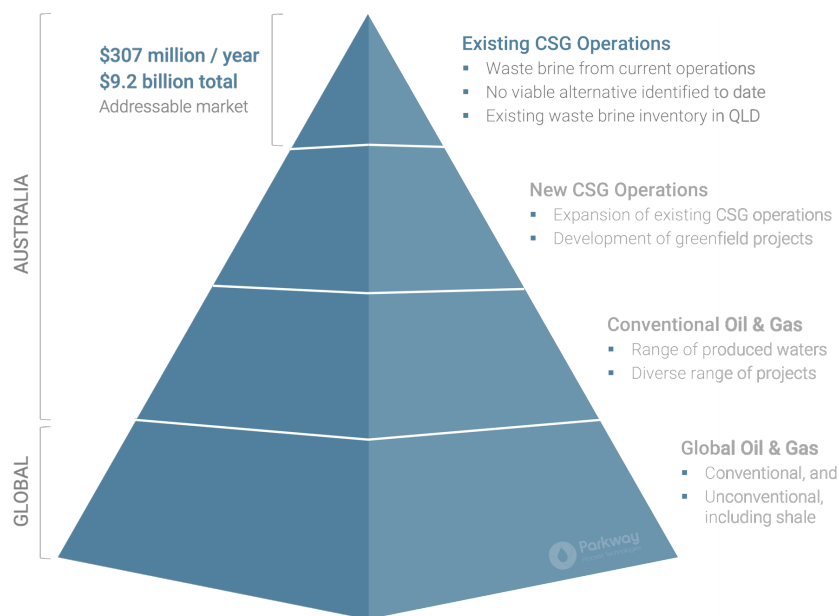 $307 million / year
$9.2 billion total
Addressable market
Existing CSG Operations
▪ Waste brine from current operations
▪ No viable alternative identified to date
▪ Existing waste brine inventory in QLD
AUSTRALIA
New CSG Operations
▪ Expansion of existing CSG operations
▪ Development of greenfield projects
Conventional Oil & Gas
▪ Range of produced waters
▪ Diverse range of projects
GLOBAL
Global Oil & Gas
▪ Conventional, and
▪ Unconventional,
including shale
Parkway
Process Technologies